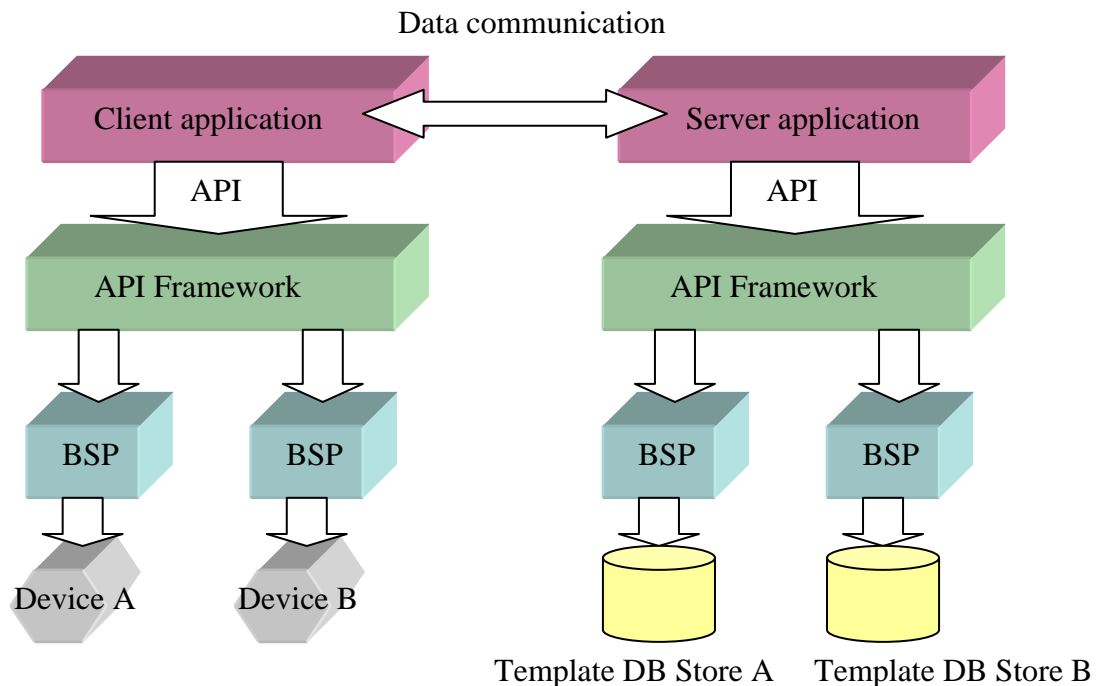 Data communication
Client application
Server application
API
API
API Framework
API Framework
BSP
BSP
BSP
BSP
Device A
Device B
Template DB Store A
Template DB Store B